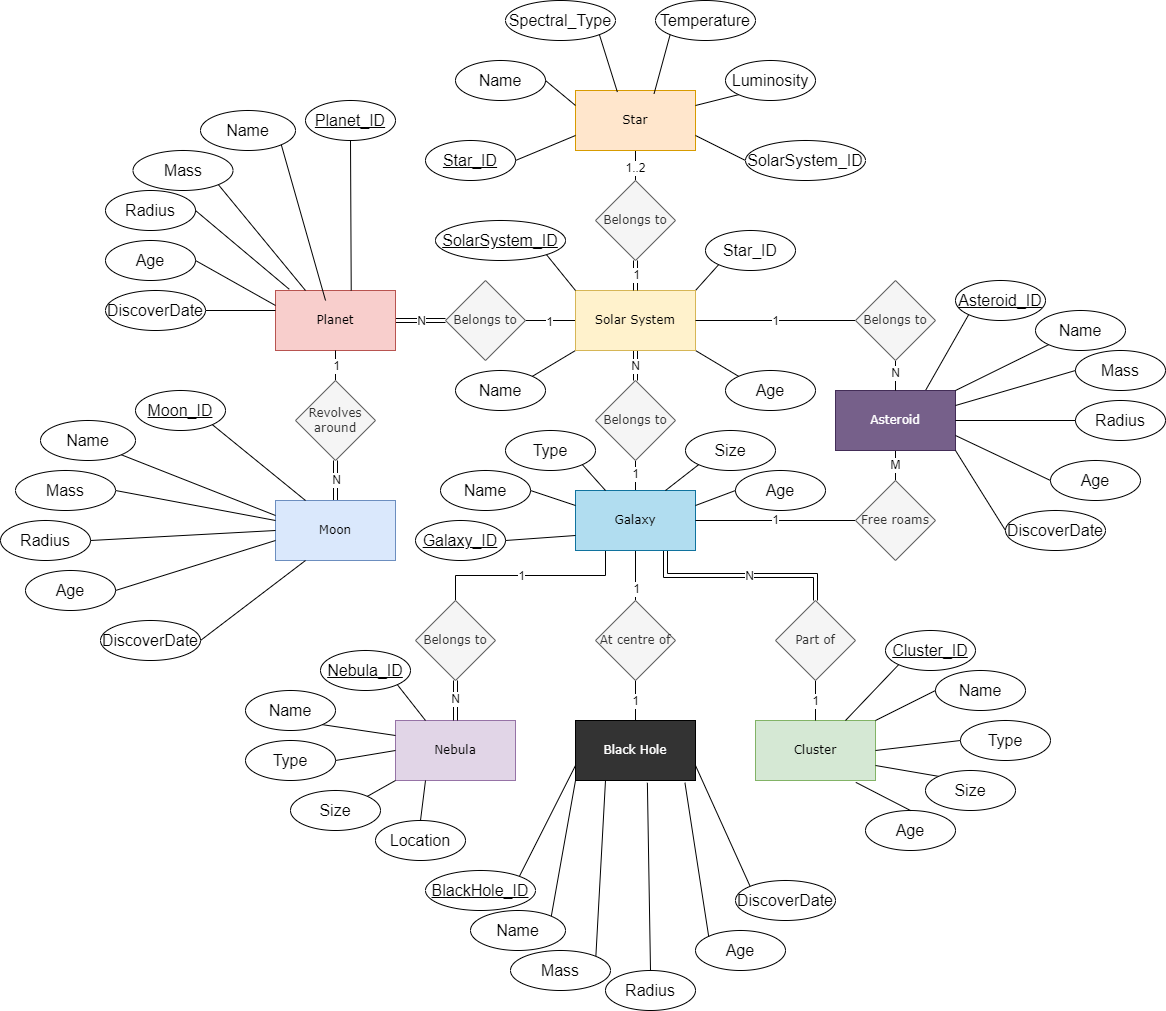 Spectral_Type
Temperature
Name
Luminosity
Star
Star_ID
SolarSystem_ID
1..2
Belongs to
1
Planet_ID
Name
Mass
Radius
Age
DiscoverDate
Planet
N
Belongs to
1
SolarSystem_ID
Star_ID
Solar System
Name
Age
1
Belongs to
N
Asteroid_ID
Name
Mass
Radius
Age
DiscoverDate
Asteroid
M
Free roams
1
1
Revolves
around
N
Moon_ID
Name
Mass
Radius
Age
DiscoverDate
Moon
N
Belongs to
1
Type
Size
Name
Age
Galaxy_ID
Galaxy
1
Belongs to
N
1
At centre of
1
N
Part of
1
Nebula_ID
Name
Type
Size
Location
Nebula
Black Hole
BlackHole_ID
Name
Mass
Radius
Age
DiscoverDate
Cluster_ID
Name
Type
Size
Age
Cluster